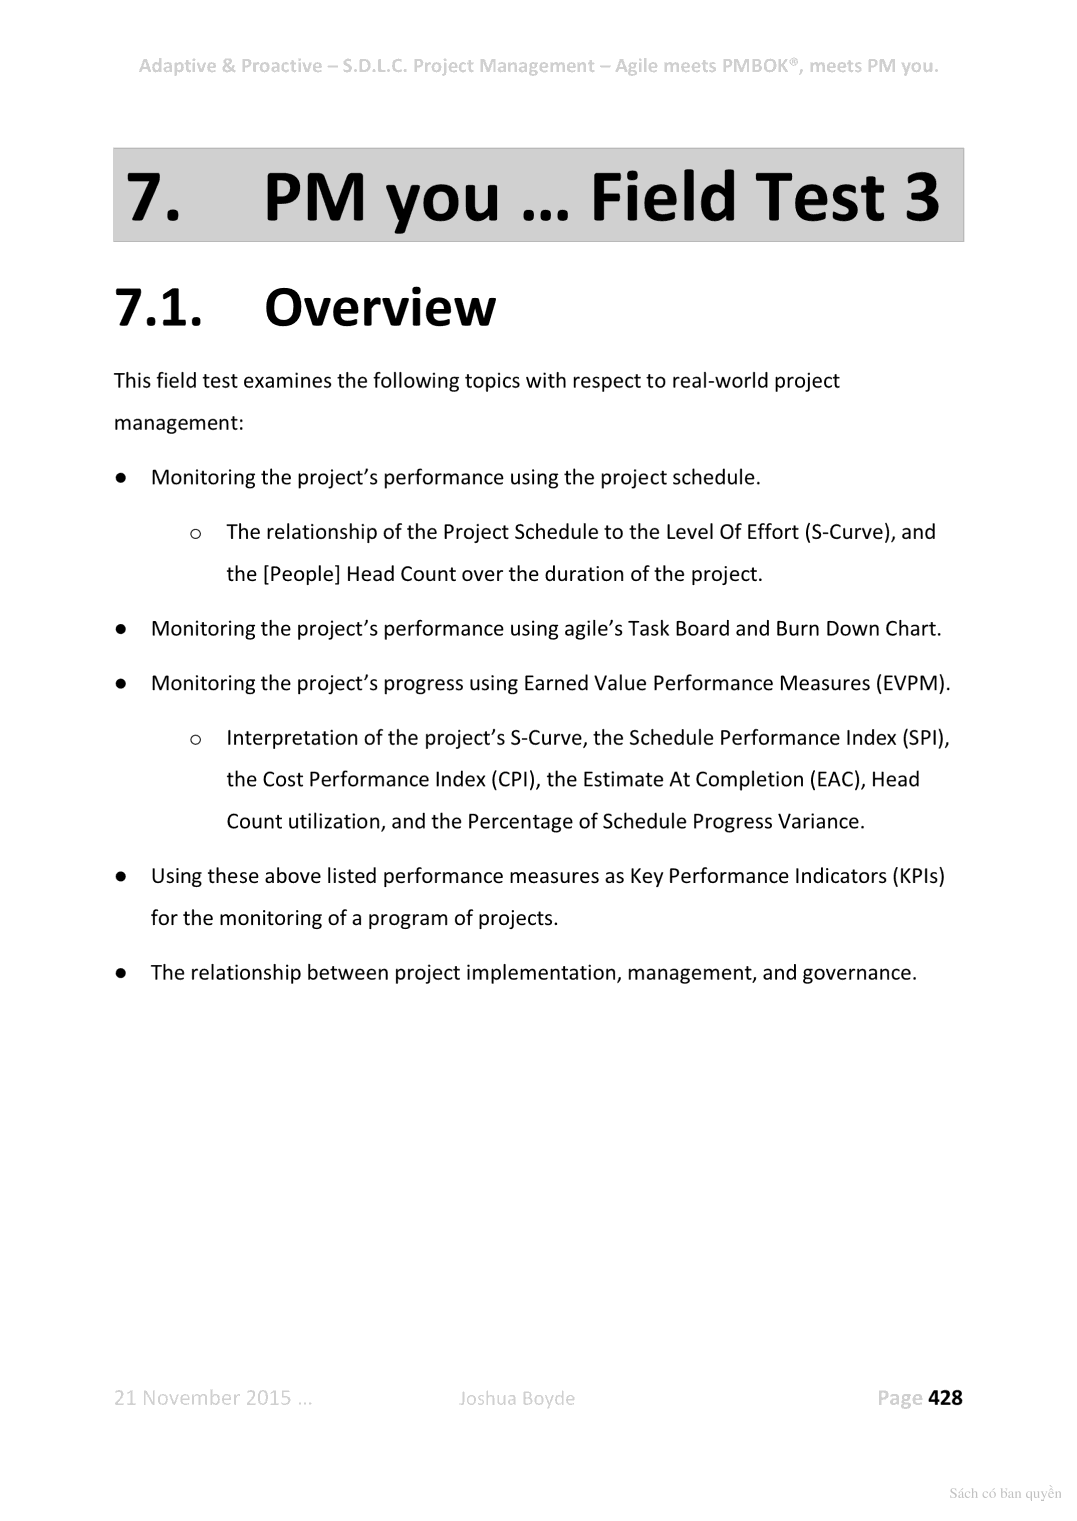 Adaptive & Proactive – S.D.L.C. Project Management – Agile meets PMBOK®, meets PM you.
7. PM you ... Field Test 3
7.1. Overview
This field test examines the following topics with respect to real-world project
management:
● Monitoring the project’s performance using the project schedule.
o The relationship of the Project Schedule to the Level Of Effort (S-Curve), and
the [People] Head Count over the duration of the project.
● Monitoring the project’s performance using agile’s Task Board and Burn Down Chart.
● Monitoring the project’s progress using Earned Value Performance Measures (EVPM).
o Interpretation of the project’s S-Curve, the Schedule Performance Index (SPI),
the Cost Performance Index (CPI), the Estimate At Completion (EAC), Head
Count utilization, and the Percentage of Schedule Progress Variance.
● Using these above listed performance measures as Key Performance Indicators (KPIs)
for the monitoring of a program of projects.
● The relationship between project implementation, management, and governance.
21 November 2015 ... Joshua Boyde Page 428
Sách có bản quyền